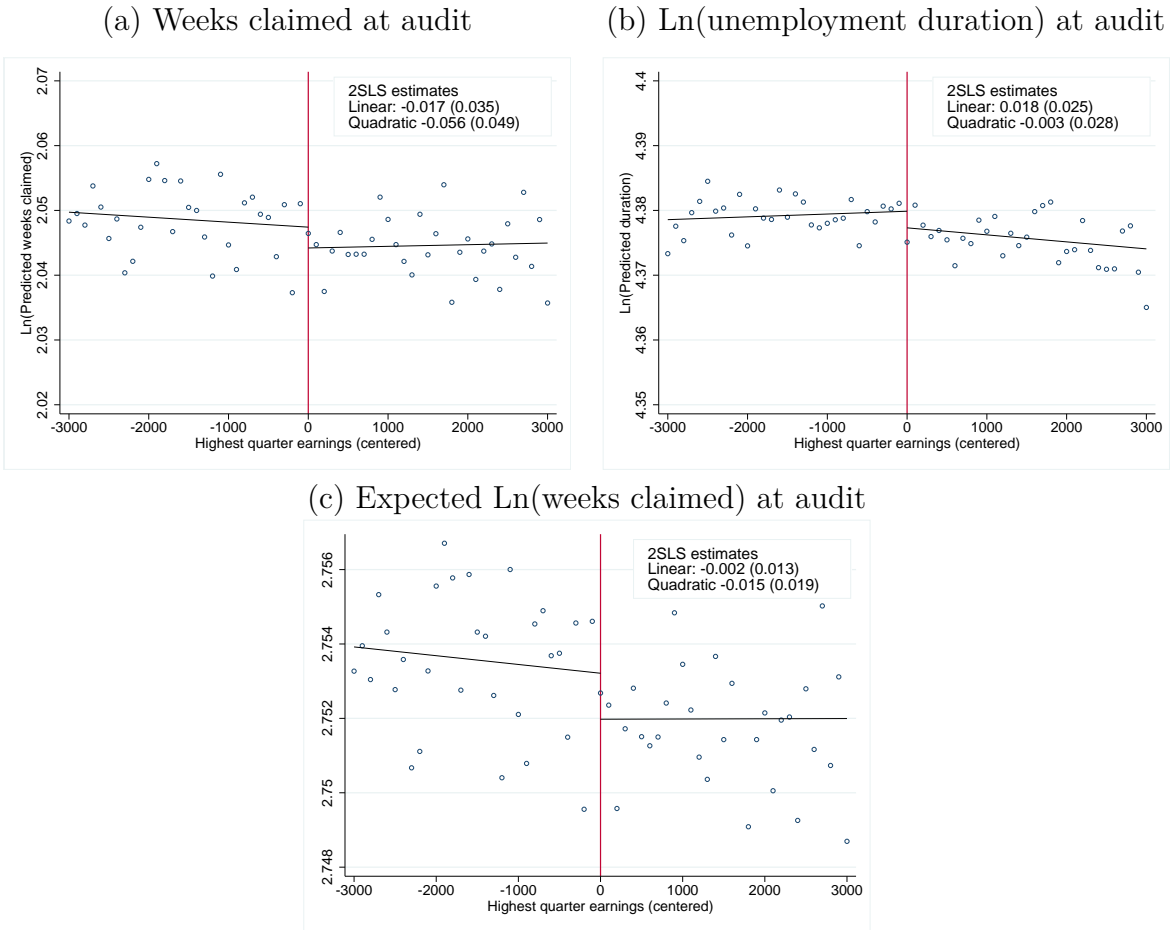 (a) Weeks claimed at audit
Ln(Predicted weeks claimed)
2.07
2.06
2.05
2.04
2.03
2.02
2SLS estimates
Linear: -0.017 (0.035)
Quadratic -0.056 (0.049)
-3000 -2000 -1000 0 1000 2000 3000
Highest quarter earnings (centered)
(b) Ln(unemployment duration) at audit
Ln(Predicted duration)
4.4
4.39
4.38
4.37
4.36
4.35
2SLS estimates
Linear: 0.018 (0.025)
Quadratic -0.003 (0.028)
-3000 -2000 -1000 0 1000 2000 3000
Highest quarter earnings (centered)
(c) Expected Ln(weeks claimed) at audit
2.756
2.754
2.752
2.75
2.748
2SLS estimates
Linear: -0.002 (0.013)
Quadratic -0.015 (0.019)
-3000 -2000 -1000 0 1000 2000 3000
Highest quarter earnings (centered)